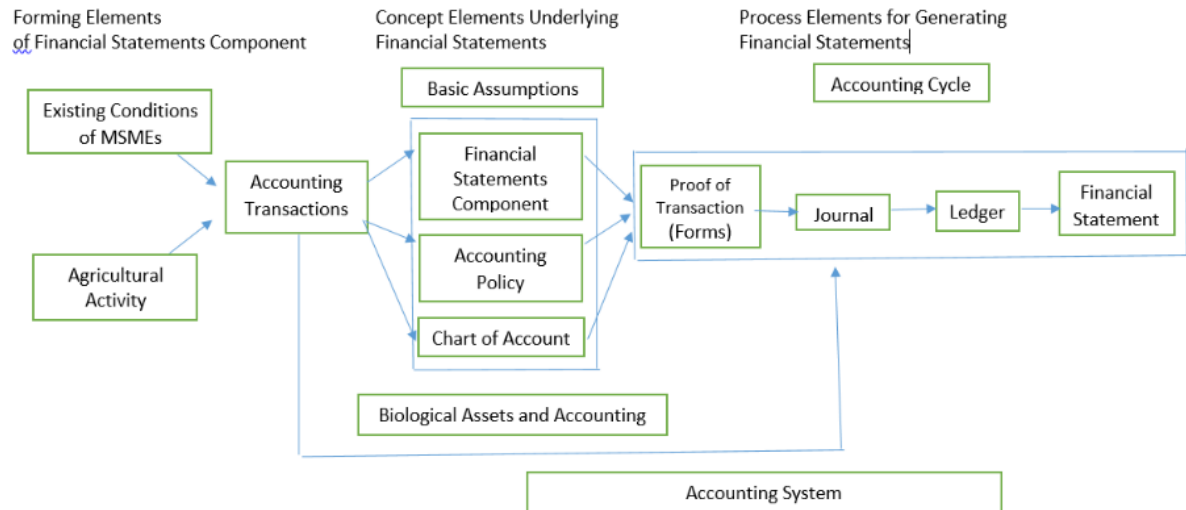 Forming Elements
of Financial Statements Component
Concept Elements Underlying
Financial Statements
Process Elements for Generating
Financial Statements
Basic Assumptions
Accounting Cycle
Existing Conditions
of MSMEs
Accounting
Transactions
Agricultural
Activity
Financial
Statements
Component
Accounting
Policy
Chart of Account
Proof of
Transaction
(Forms)
Journal
Ledger
Financial
Statement
Biological Assets and Accounting
Accounting System